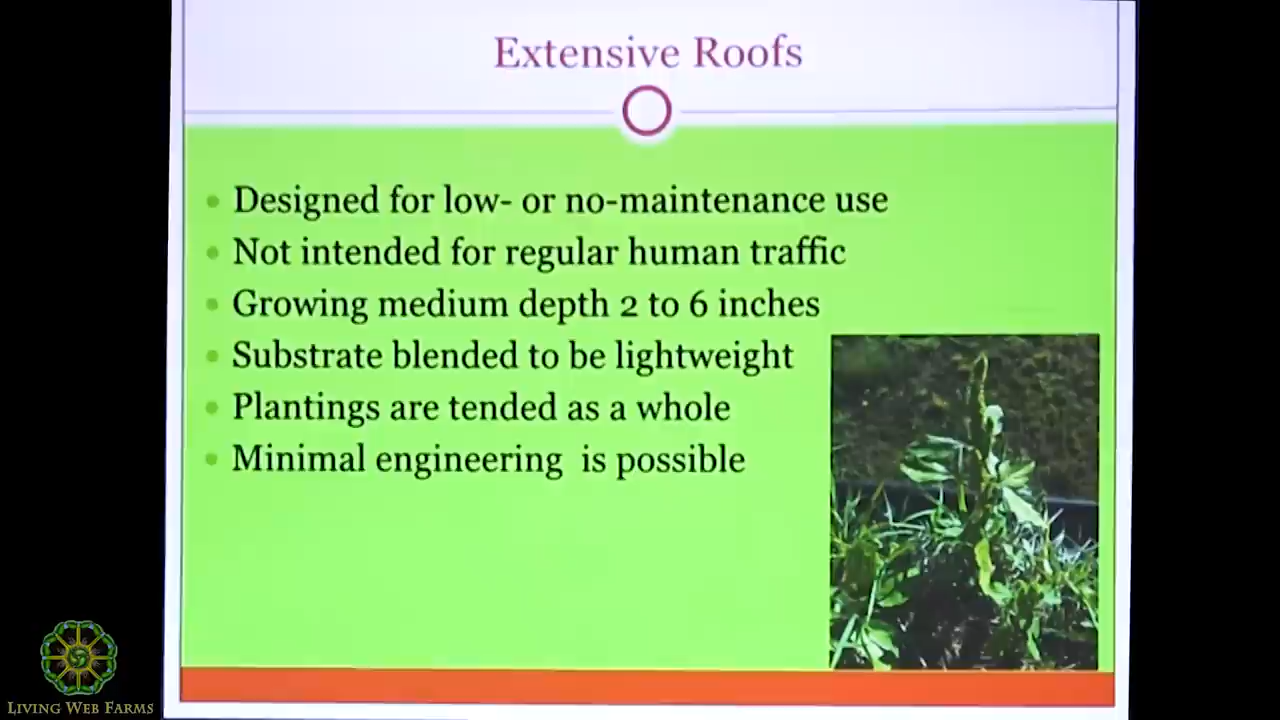 Extensive Roofs
Designed for low- or no-maintenance use
Not intended for regular human traffic
Growing medium depth 2 to 6 inches
Substrate blended to be lightweight
Plantings are tended as a whole
Minimal engineering is possible
LIVING WEB FARMS